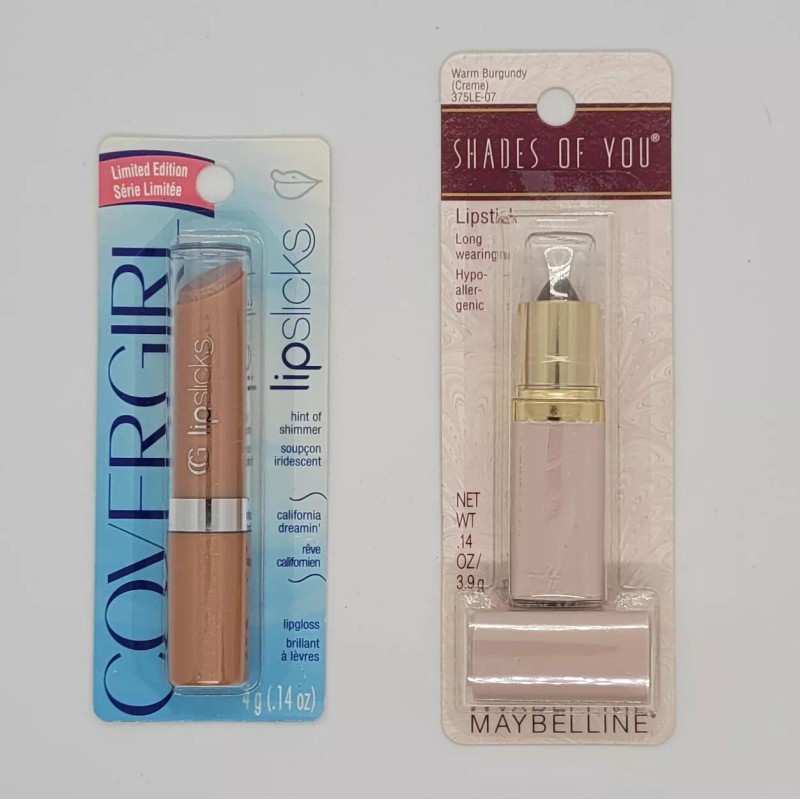 Limited Edition
Série Limitée
COVERGIRL
CG lipslicks
lipslicks
hint of
shimmer
soupçon
iridescent
california
dreamin'
rêve
californien
lipgloss
brillant
à lèvres
4 g (.14 oz)
Warm Burgundy
(Creme)
375LE-07
SHADES OF YOU®
Lipstick
Long
wearing
Hypo-
aller-
genic
NET
WT
.14
OZ/
3.9 g
MAYBELLINE®